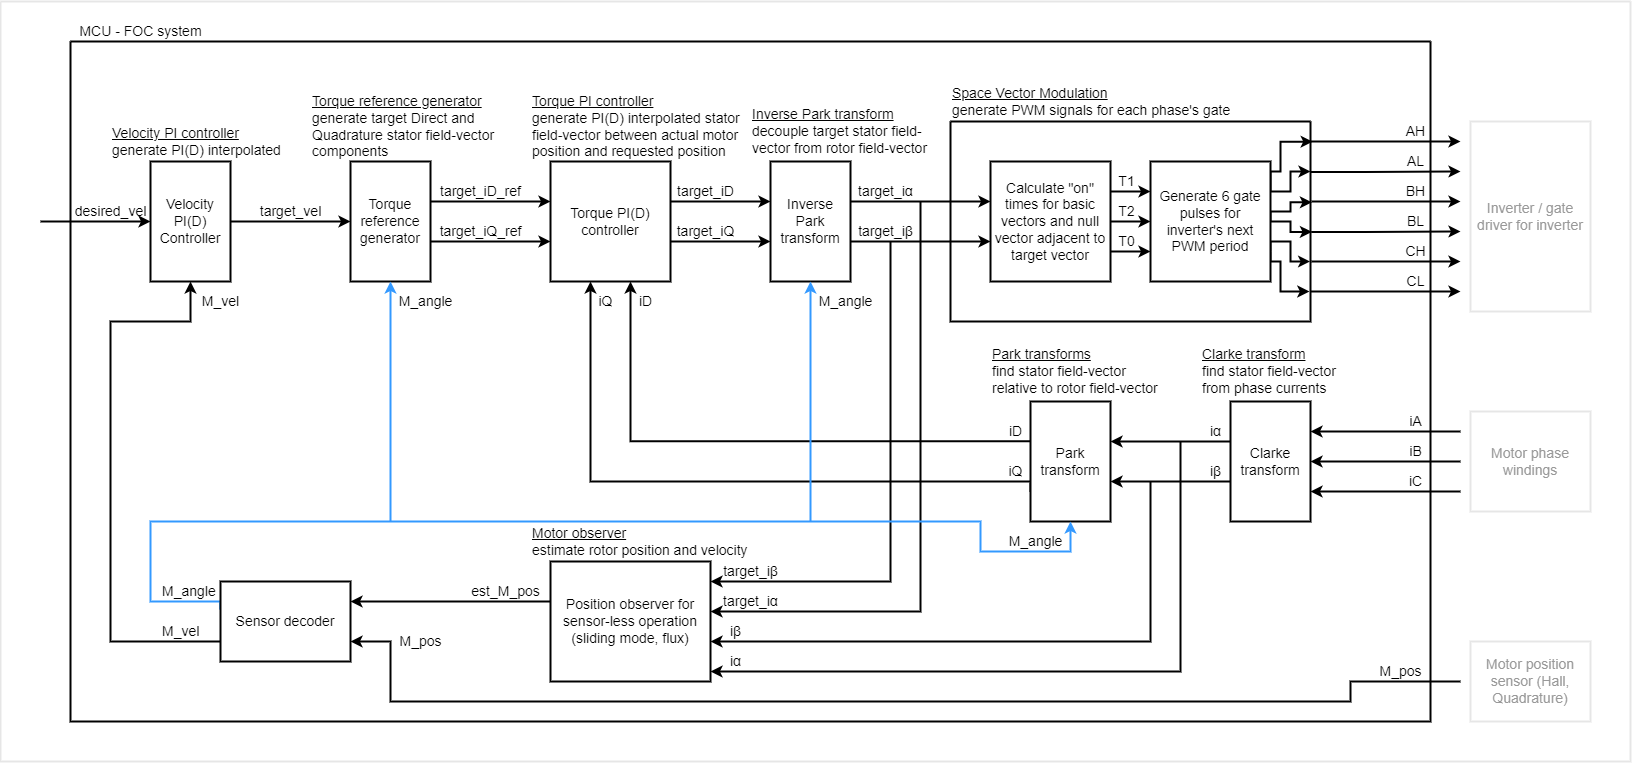 MCU - FOC system
Velocity PI controller
generate PI(D) interpolated
Torque reference generator
generate target Direct and
Quadrature stator field-vector
components
Torque PI controller
generate PI(D) interpolated stator
field-vector between actual motor
position and requested position
Inverse Park transform
decouple target stator field-
vector from rotor field-vector
Space Vector Modulation
generate PWM signals for each phase's gate
desired_vel
Velocity
PI(D)
Controller
target_vel
Torque
reference
generator
target_iD_ref
target_iQ_ref
Torque PI(D)
controller
target_iD
target_iQ
Inverse
Park
transform
target_iα
target_iβ
Calculate "on"
times for basic
vectors and null
vector adjacent to
target vector
T1
T2
T0
Generate 6 gate
pulses for
inverter's next
PWM period
AH
AL
BH
BL
CH
CL
Inverter / gate
driver for inverter
M_vel
M_angle
iQ
iD
M_angle
Park transforms
find stator field-vector
relative to rotor field-vector
Clarke transform
find stator field-vector
from phase currents
iD
iQ
Park
transform
iα
iβ
Clarke
transform
iA
iB
iC
Motor phase
windings
M_angle
Motor observer
estimate rotor position and velocity
M_angle
M_vel
Sensor decoder
est_M_pos
M_pos
Position observer for
sensor-less operation
(sliding mode, flux)
target_iβ
target_iα
iβ
iα
M_pos
Motor position
sensor (Hall,
Quadrature)